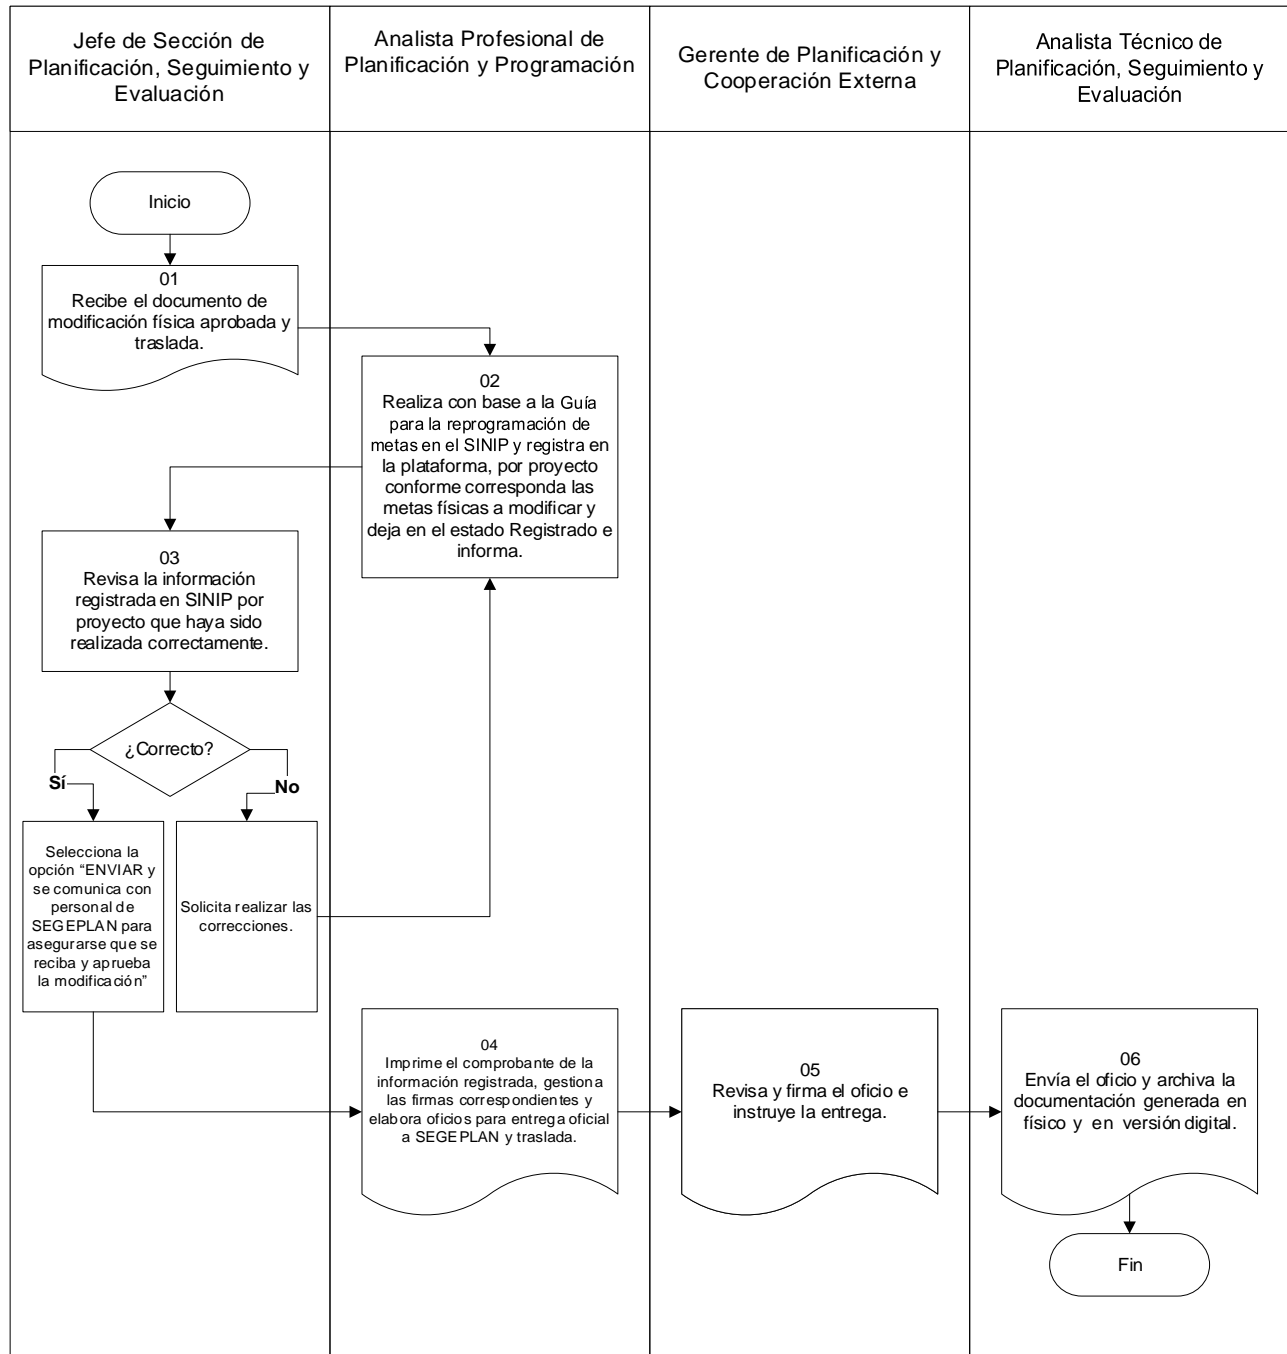 Jefe de Sección de
Planificación, Seguimiento y
Evaluación
Analista Profesional de
Planificación y Programación
Gerente de Planificación y
Cooperación Externa
Analista Técnico de
Planificación, Seguimiento y
Evaluación
Inicio
01
Recibe el documento de
modificación física aprobada y
traslada.
02
Realiza con base a la Guía
para la reprogramación de
metas en el SINIP y registra en
la plataforma, por proyecto
conforme corresponda las
metas físicas a modificar y
deja en el estado Registrado e
informa.
03
Revisa la información
registrada en SINIP por
proyecto que haya sido
realizada correctamente.
¿Correcto?
Sí
No
Selecciona la
opción “ENVIAR y
se comunica con
personal de
SEGEPLAN para
asegurarse que se
reciba y aprueba
la modificación”
Solicita realizar las
correcciones.
04
Imprime el comprobante de la
información registrada, gestiona
las firmas correspondientes y
elabora oficios para entrega oficial
a SEGEPLAN y traslada.
05
Revisa y firma el oficio e
instruye la entrega.
06
Envía el oficio y archiva la
documentación generada en
físico y en versión digital.
Fin